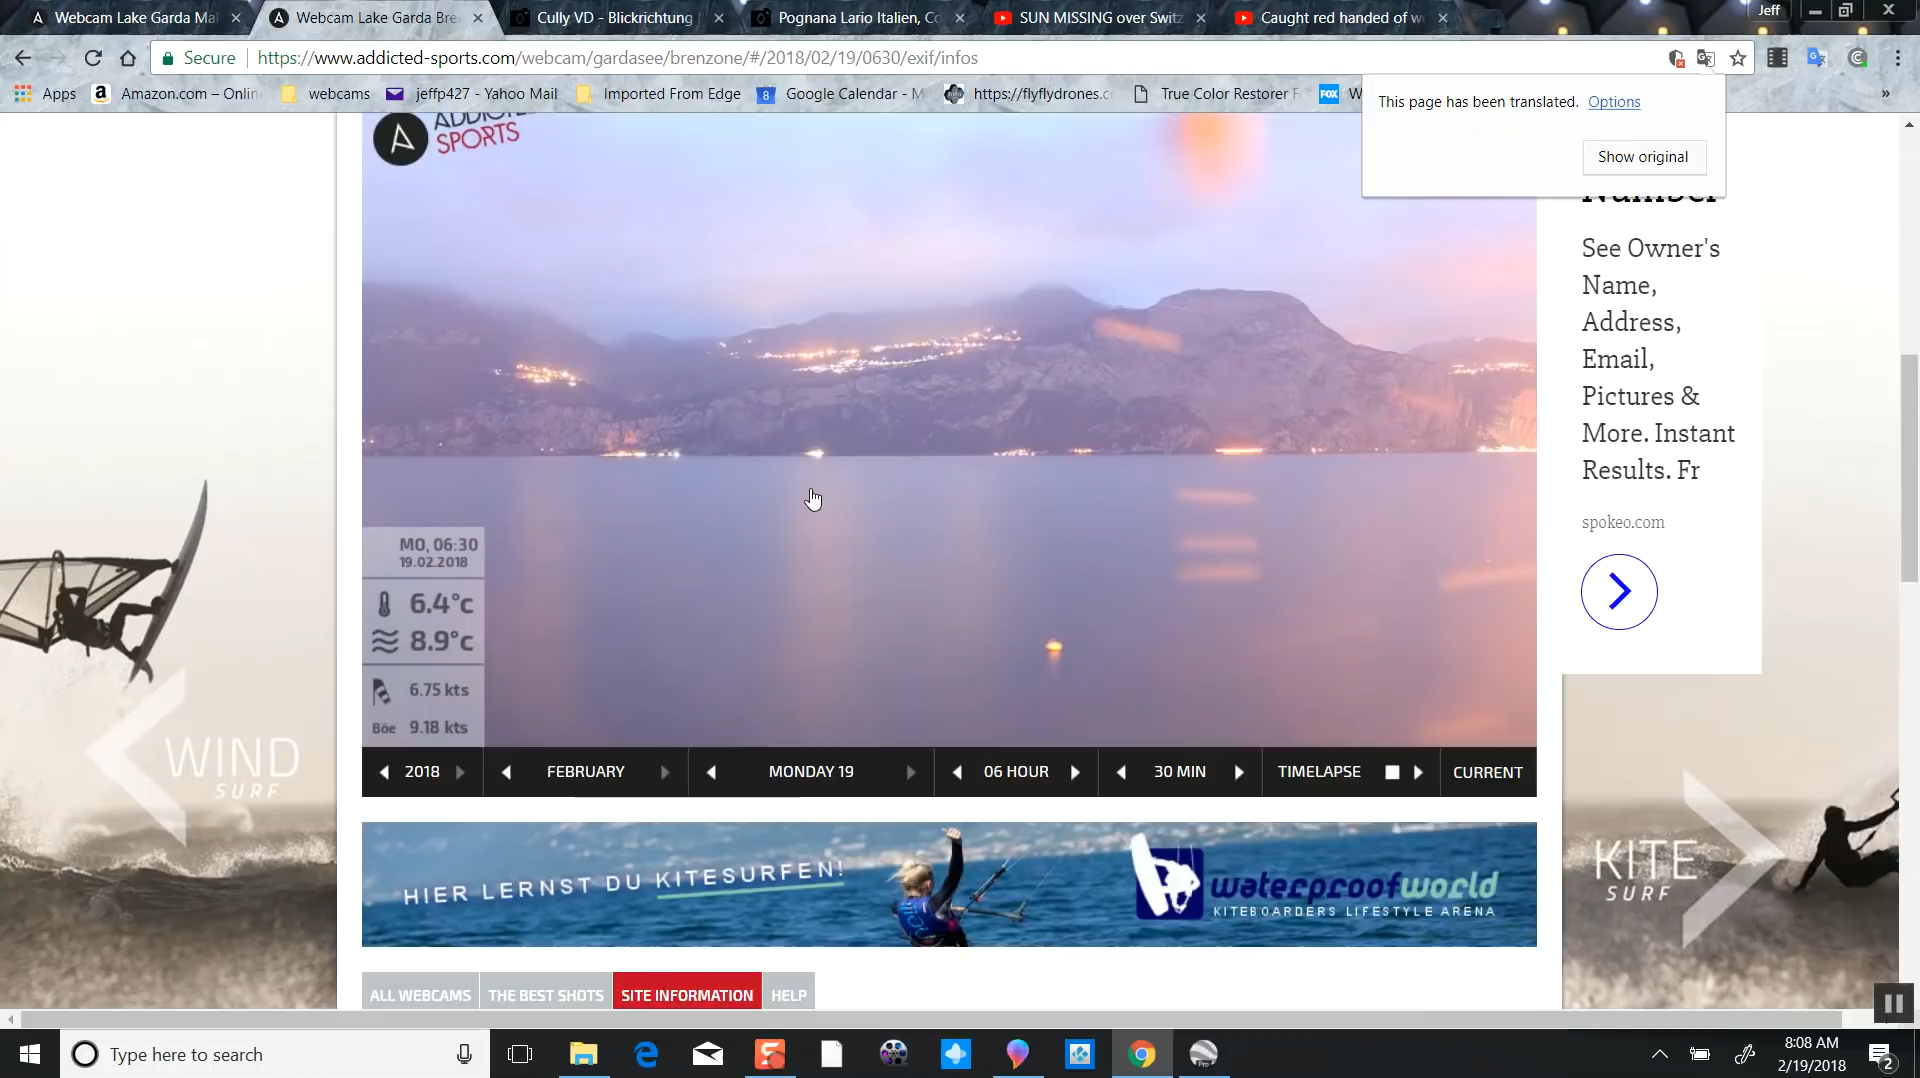 Webcam Lake Garda Ma
Webcam Lake Garda Bre
Cully VD - Blickrichtung
Pognana Lario Italien, Co
SUN MISSING over Switz
Caught red handed of w
Jeff
Secure
https://www.addicted-sports.com/webcam/gardasee/brenzone/#/2018/02/19/0630/exif/infos
Apps
Amazon.com – Onlin
webcams
jeffp427 - Yahoo Mail
Imported From Edge
8
Google Calendar - M
https://flyflydrones.c
True Color Restorer F
FOX
W
»
This page has been translated. Options
Show original
SPORTS
Number
See Owner's
Name,
Address,
Email,
Pictures &
More. Instant
Results. Fr
spokeo.com
MO, 06:30
19.02.2018
6.4°c
8.9°c
6.75 kts
Böe 9.18 kts
2018
FEBRUARY
MONDAY 19
06 HOUR
30 MIN
TIMELAPSE
CURRENT
WIND
SURF
KITE
SURF
HIER LERNST DU KITESURFEN!
waterproofworld
KITEBOARDERS LIFESTYLE ARENA
ALL WEBCAMS
THE BEST SHOTS
SITE INFORMATION
HELP
Type here to search
8:08 AM
2/19/2018
2